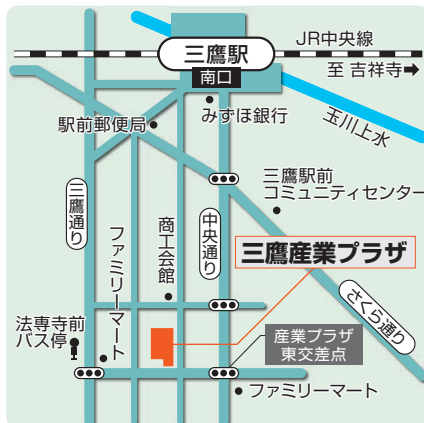 三鷹駅
南口
JR中央線
至 吉祥寺➡
みずほ銀行
玉川上水
駅前郵便局
三鷹駅前
コミュニティセンター
三鷹通り
ファミリーマート
商工会館
中央通り
三鷹産業プラザ
さくら通り
法専寺前
バス停
産業プラザ
東交差点
ファミリーマート